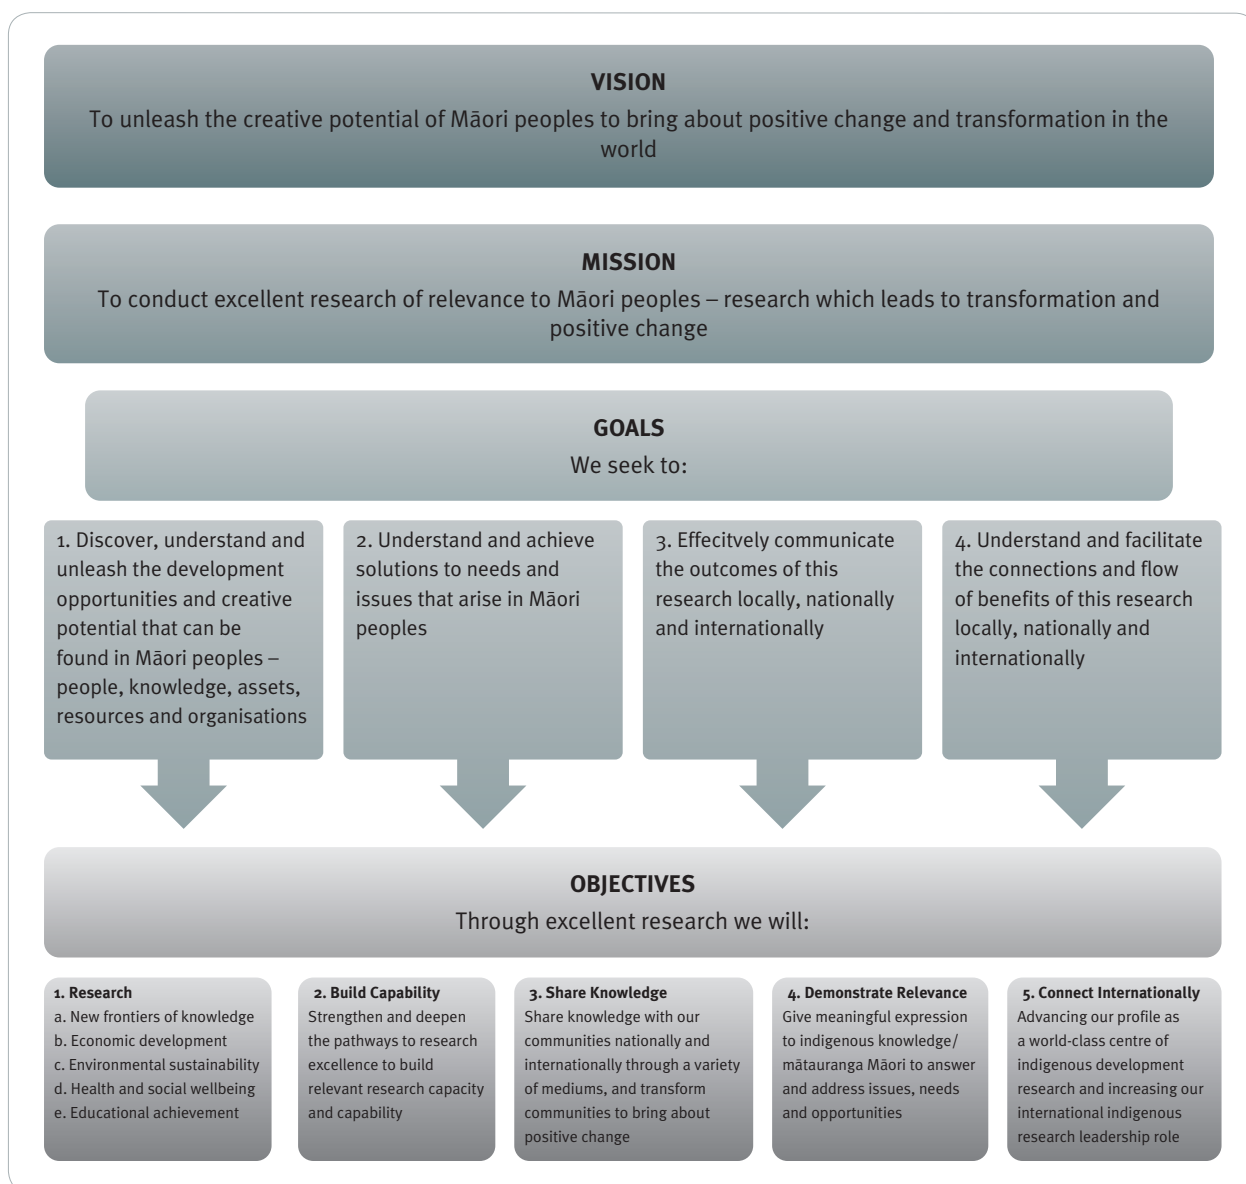 VISION
To unleash the creative potential of Māori peoples to bring about positive change and transformation in the
world
MISSION
To conduct excellent research of relevance to Māori peoples – research which leads to transformation and
positive change
GOALS
We seek to:
1. Discover, understand and
unleash the development
opportunities and creative
potential that can be
found in Māori peoples –
people, knowledge, assets,
resources and organisations
2. Understand and achieve
solutions to needs and
issues that arise in Māori
peoples
3. Effecitvely communicate
the outcomes of this
research locally, nationally
and internationally
4. Understand and facilitate
the connections and flow
of benefits of this research
locally, nationally and
internationally
OBJECTIVES
Through excellent research we will:
1. Research
a. New frontiers of knowledge
b. Economic development
c. Environmental sustainability
d. Health and social wellbeing
e. Educational achievement
2. Build Capability
Strengthen and deepen
the pathways to research
excellence to build
relevant research capacity
and capability
3. Share Knowledge
Share knowledge with our
communities nationally and
internationally through a variety
of mediums, and transform
communities to bring about
positive change
4. Demonstrate Relevance
Give meaningful expression
to indigenous knowledge/
mātauranga Māori to answer
and address issues, needs
and opportunities
5. Connect Internationally
Advancing our profile as
a world-class centre of
indigenous development
research and increasing our
international indigenous
research leadership role